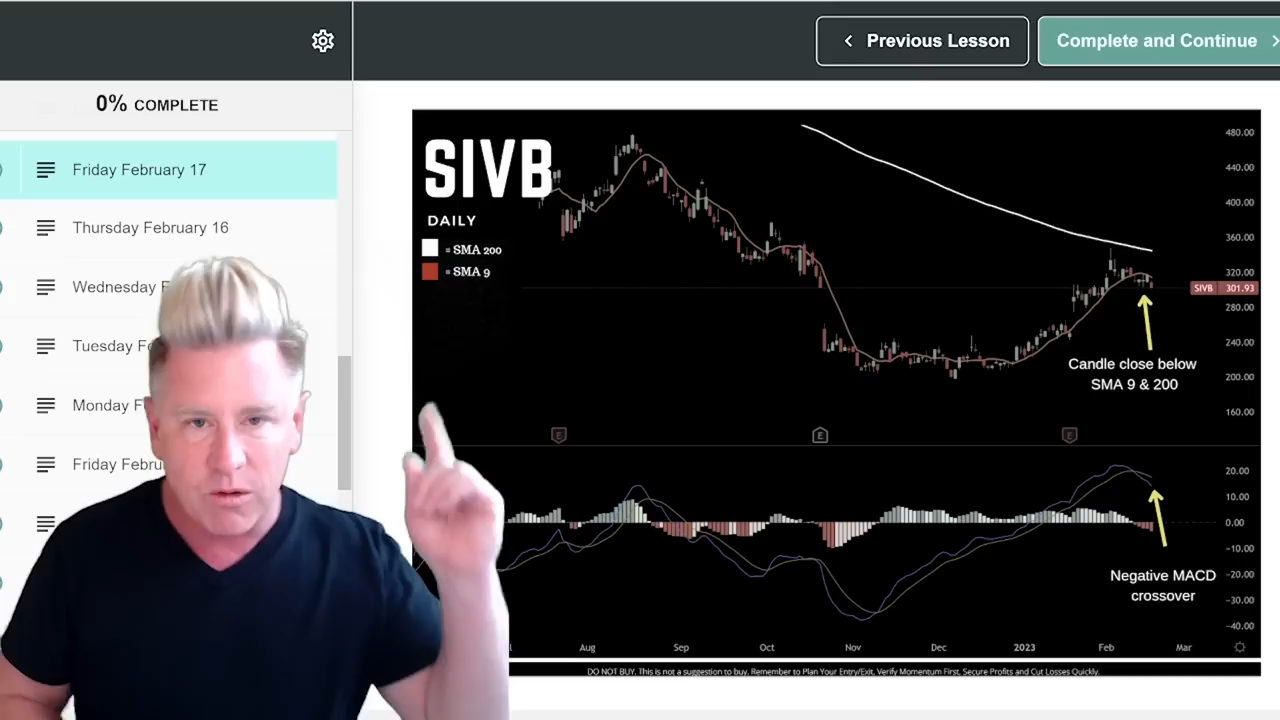 Previous Lesson
Complete and Continue
0% COMPLETE
Friday February 17
Thursday February 16
Wednesday
Tuesday
Monday
Friday
SIVB
DAILY
= SMA 200
= SMA 9
480.00
440.00
400.00
360.00
320.00
SIVB 301.93
280.00
240.00
200.00
160.00
Candle close below
SMA 9 & 200
E
E
E
20.00
10.00
0.00
-10.00
-20.00
-30.00
-40.00
Negative MACD
crossover
Aug Sep Oct Nov Dec 2023 Feb Mar
DO NOT BUY. This is not a suggestion to buy. Remember to Plan Your Entry/Exit, Verify Momentum First, Secure Profits and Cut Losses Quickly.